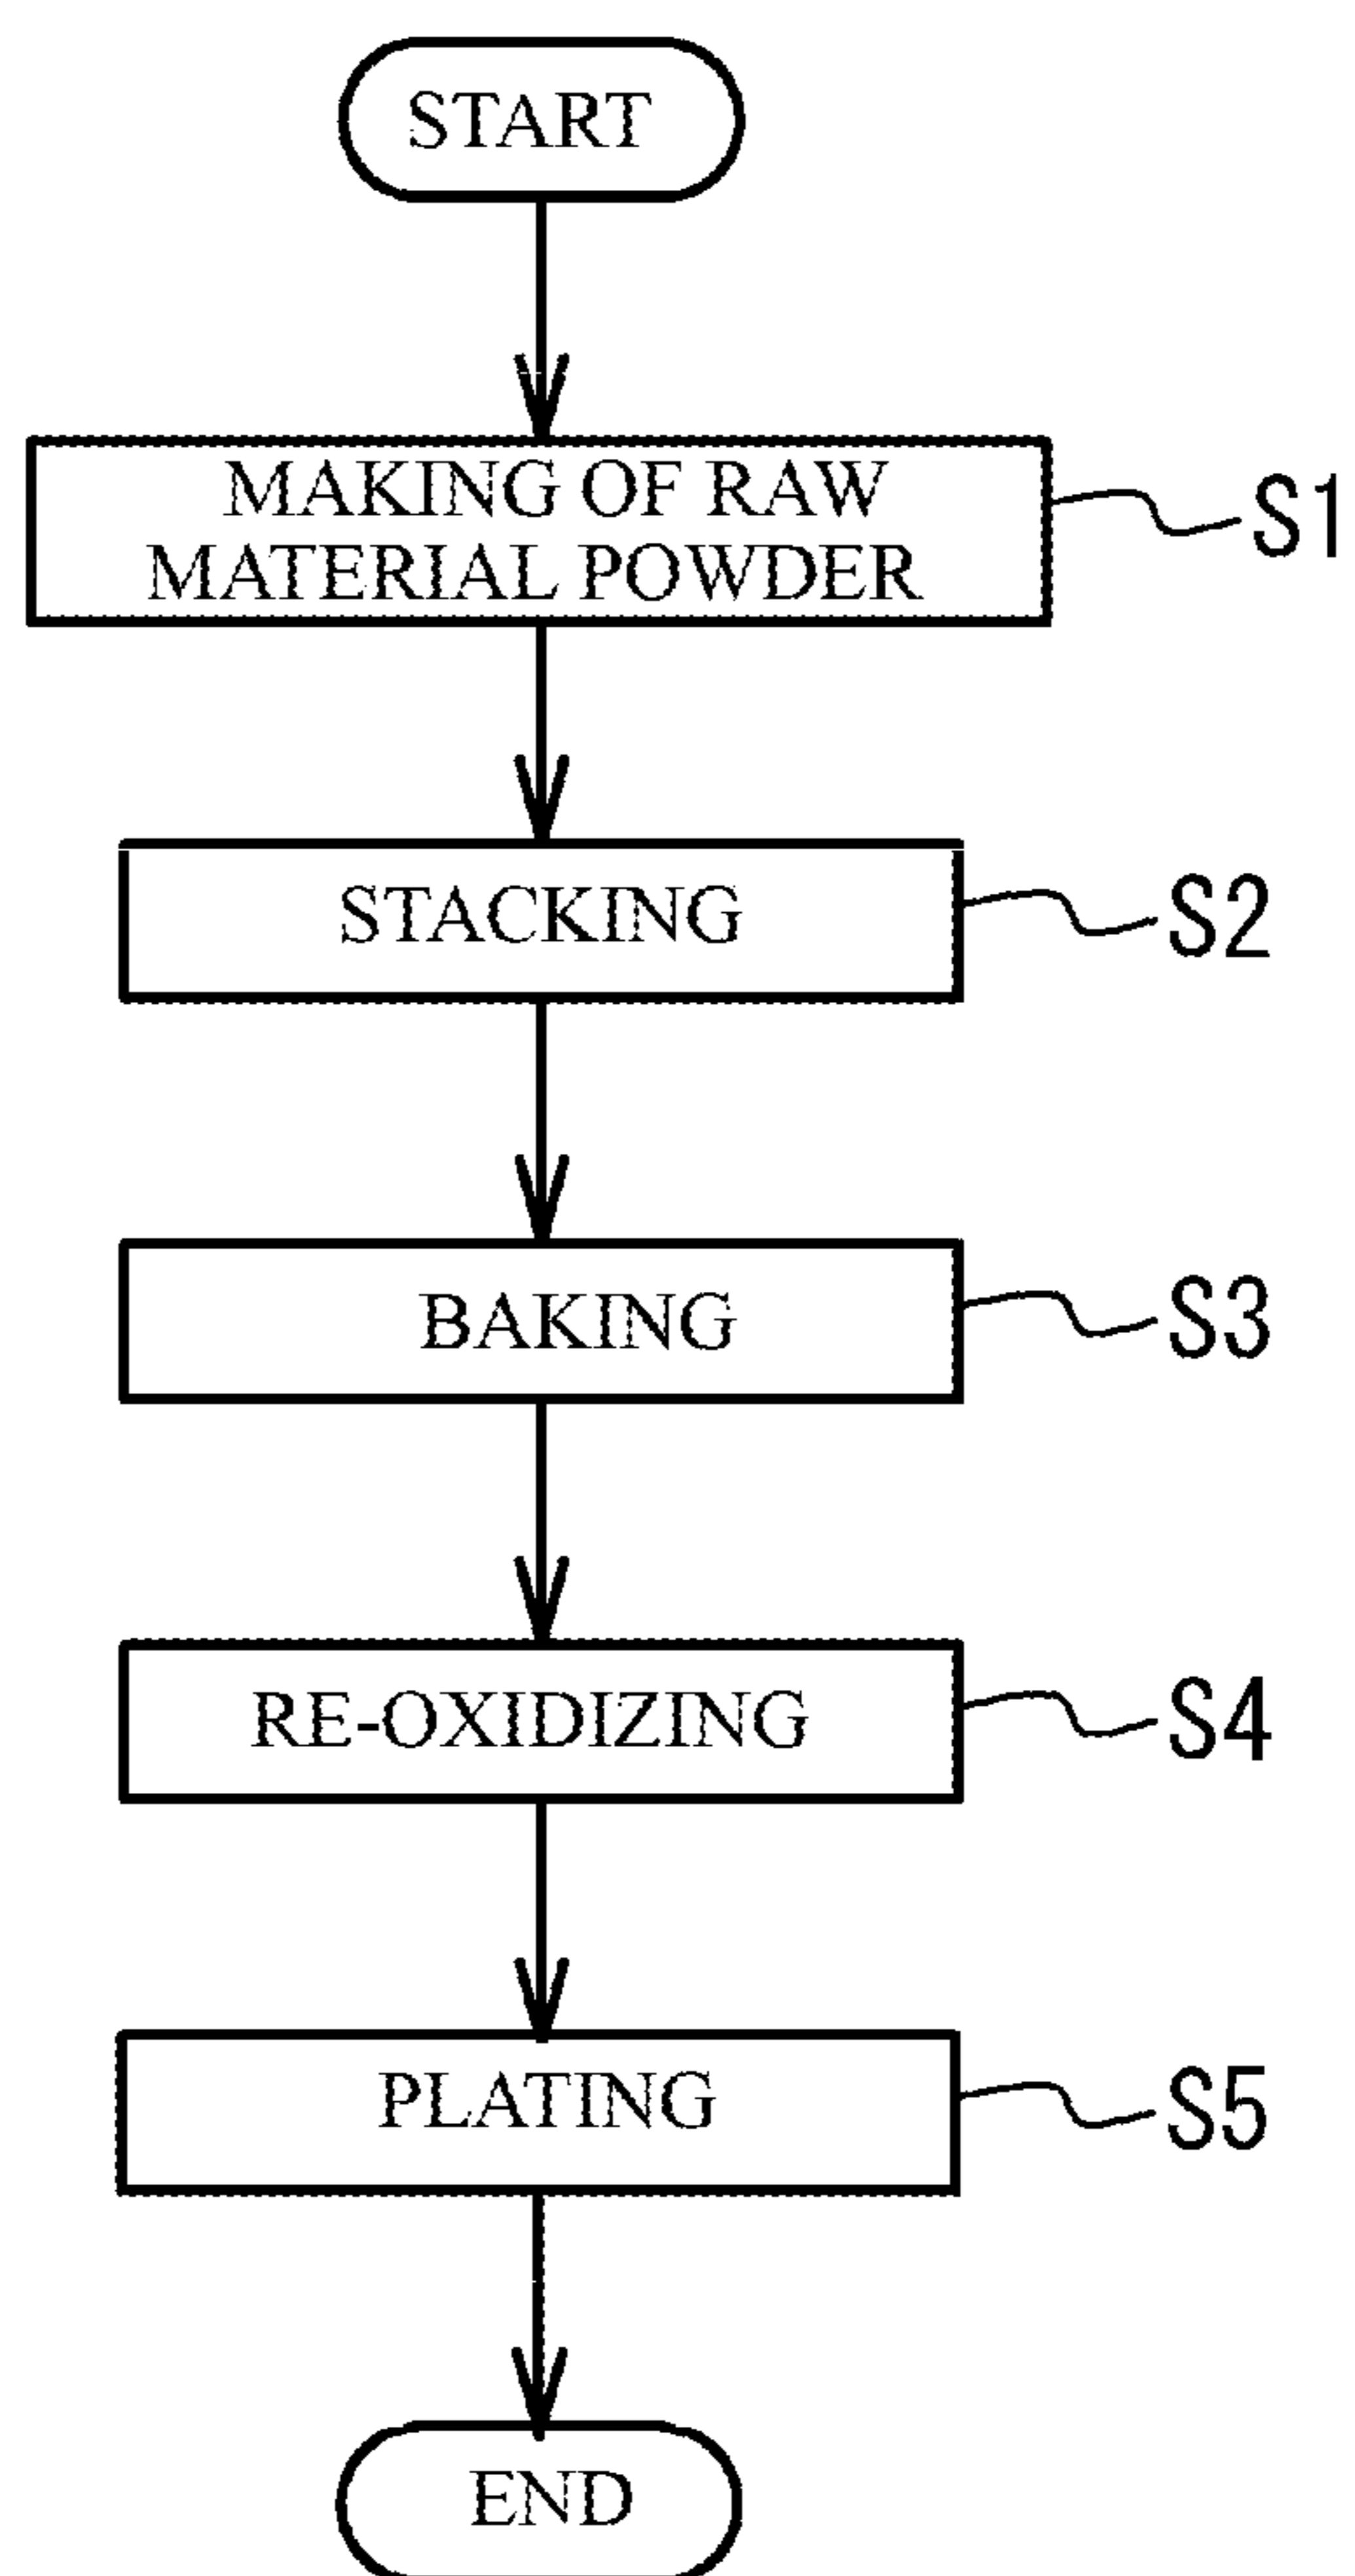 START
MAKING OF RAW
MATERIAL POWDER
S1
STACKING
S2
BAKING
S3
RE-OXIDIZING
S4
PLATING
S5
END